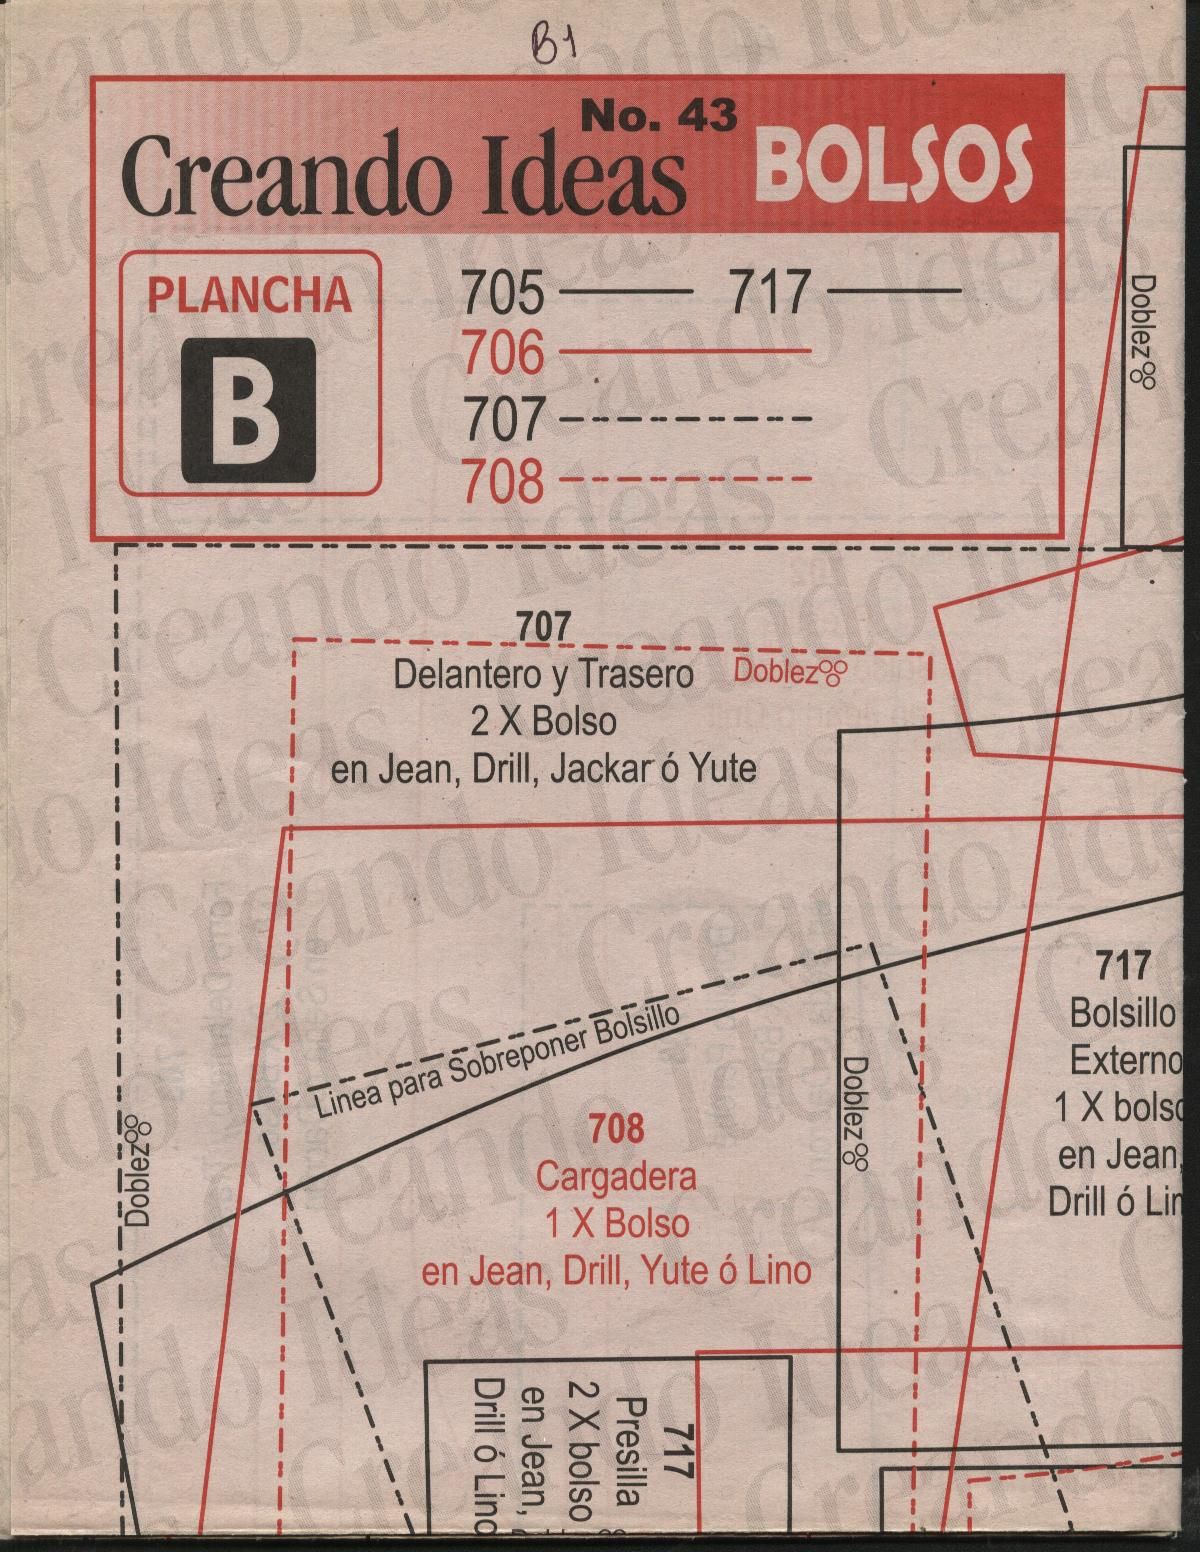 B1
No. 43
Creando Ideas BOLSOS
PLANCHA
B
705 717
706
707
708
Doblez
707
Delantero y Trasero
Doblez
2 X Bolso
en Jean, Drill, Jackar ó Yute
Linea para Sobreponer Bolsillo
717
Bolsillo
Externo
1 X bolso
en Jean,
Drill ó Lin
Doblez
Doblez
708
Cargadera
1 X Bolso
en Jean, Drill, Yute ó Lino
717
Presilla
2 X bolso
en Jean,
Drill ó Lino